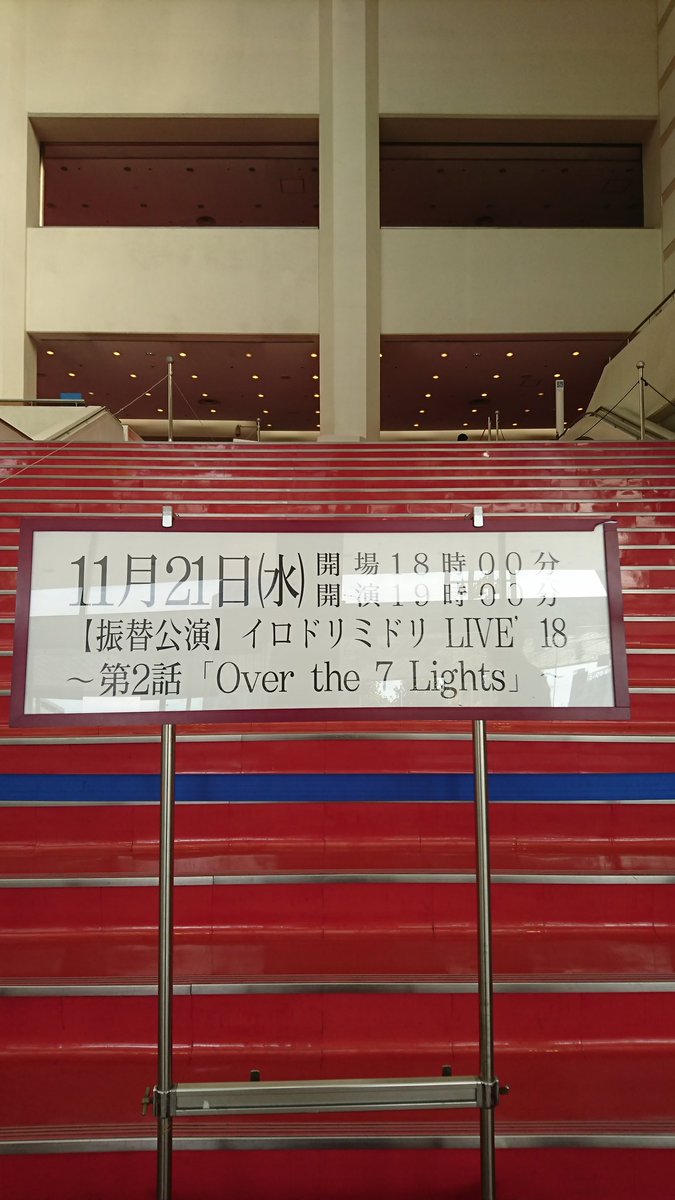 11月21日(水) 開場18時00分
開演19時00分
【振替公演】イロドリミドリ LIVE’18
～第2話「Over the 7 Lights」～